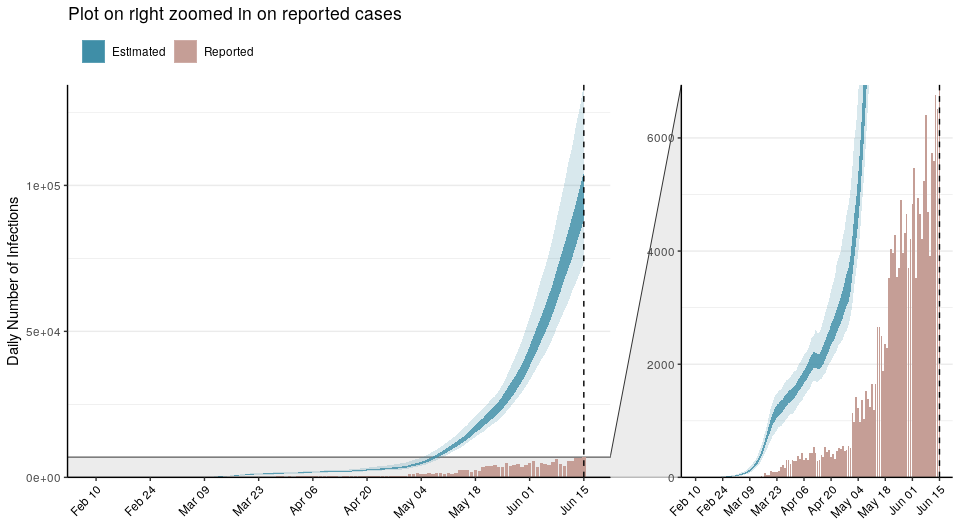 Plot on right zoomed in on reported cases
Estimated Reported
Daily Number of Infections
1e+05
5e+04
0e+00
Feb 10 Feb 24 Mar 09 Mar 23 Apr 06 Apr 20 May 04 May 18 Jun 01 Jun 15
6000
4000
2000
0
Feb 10 Feb 24 Mar 09 Mar 23 Apr 06 Apr 20 May 04 May 18 Jun 01 Jun 15